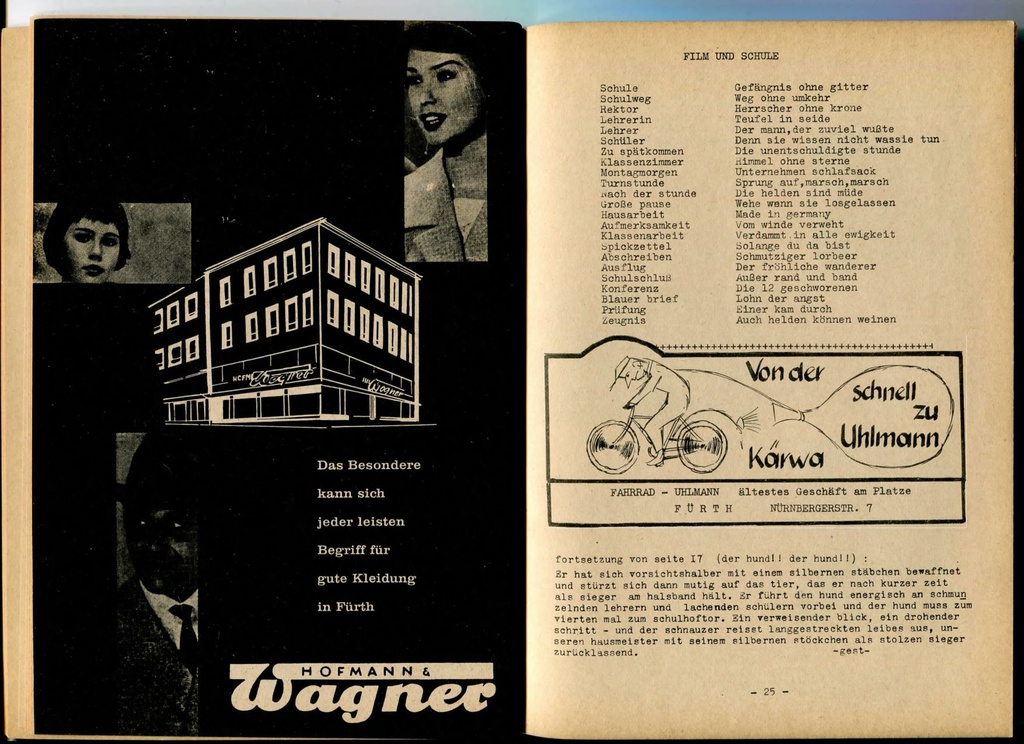 HOFMANN Wagner
Wagner
Das Besondere
kann sich
jeder leisten
Begriff für
gute Kleidung
in Fürth
HOFMANN &
Wagner
FILM UND SCHULE
Schule Gefängnis ohne gitter
Schulweg Weg ohne umkehr
Rektor Herrscher ohne krone
Lehrerin Teufel in seide
Lehrer Der mann,der zuviel wußte
Schüler Denn sie wissen nicht wassie tun
Zu spätkommen Die unentschuldigte stunde
Klassenzimmer Himmel ohne sterne
Montagmorgen Unternehmen schlafsack
Turnstunde Sprung auf,marsch,marsch
Nach der stunde Die helden sind müde
Große pause Wehe wenn sie losgelassen
Hausarbeit Made in germany
Aufmerksamkeit Vom winde verweht
Klassenarbeit Verdammt in alle ewigkeit
Spickzettel Solange du da bist
Abschreiben Schmutziger lorbeer
Ausflug Der fröhliche wanderer
Schulschluß Außer rand und band
Konferenz Die 12 geschworenen
Blauer brief Lohn der angst
Prüfung Einer kam durch
Zeugnis Auch helden können weinen
Von der
Kärwa
schnell
zu
Uhlmann
FAHRRAD - UHLMANN ältestes Geschäft am Platze
F Ü R T H NÜRNBERGERSTR. 7
fortsetzung von seite I7 (der hund!! der hund!!) :
Er hat sich vorsichtshalber mit einem silbernen stäbchen bewaffnet
und stürzt sich dann mutig auf das tier, das er nach kurzer zeit
als sieger am halsband hält. Er führt den hund energisch an schmun
zelnden lehrern und lachenden schülern vorbei und der hund muss zum
vierten mal zum schulhoftor. Ein verweisender blick, ein drohender
schritt - und der schnauzer reisst langgestreckten leibes aus, un-
seren hausmeister mit seinem silbernen stöckchen als stolzen sieger
zurücklassend. -gest-
- 25 -